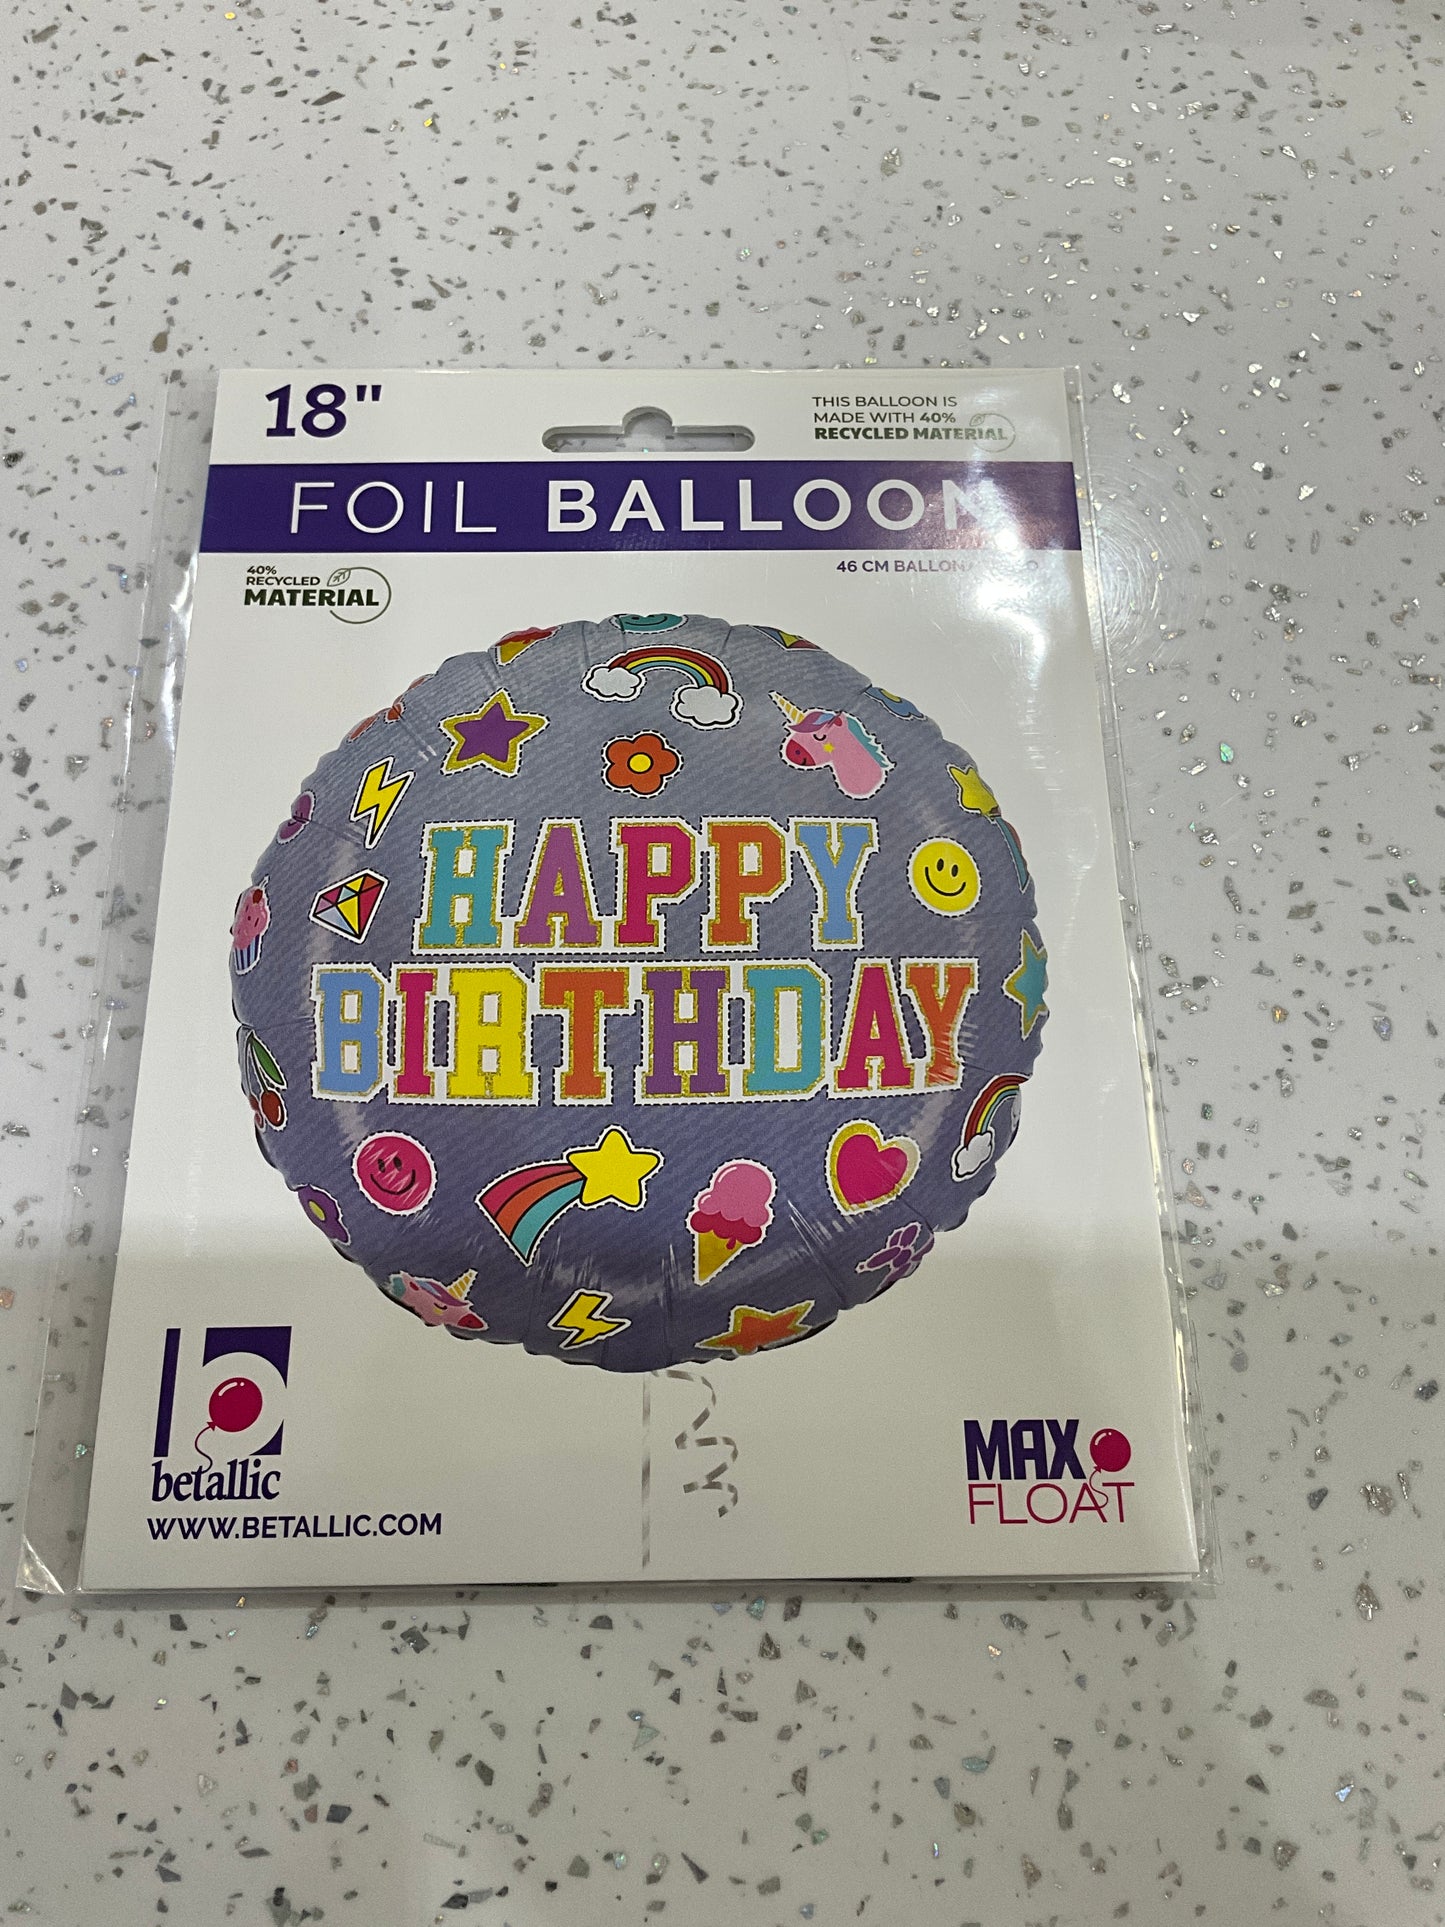 18"
THIS BALLOON IS
MADE WITH 40%
RECYCLED MATERIAL
FOIL BALLOON
46 CM BALLON
40%
RECYCLED
MATERIAL
HAPPY
BIRTHDAY
betallic
WWW.BETALLIC.COM
MAX
FLOAT